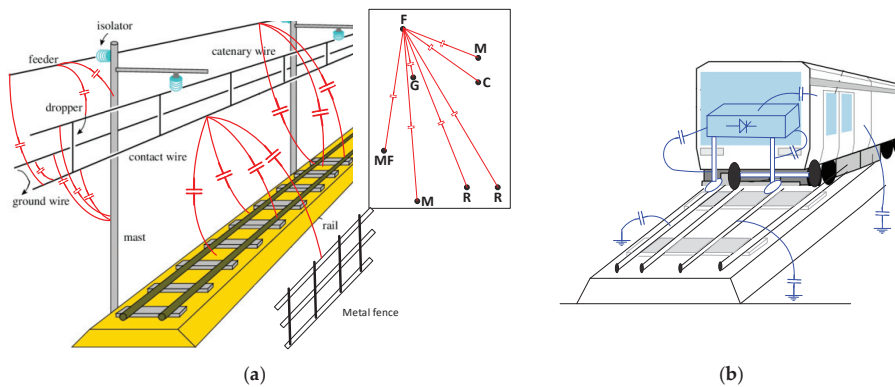 isolator
feeder
catenary wire
dropper
contact wire
ground wire
mast
rail
Metal fence
F
M
G
C
MF
M
R
R
(a)
(b)